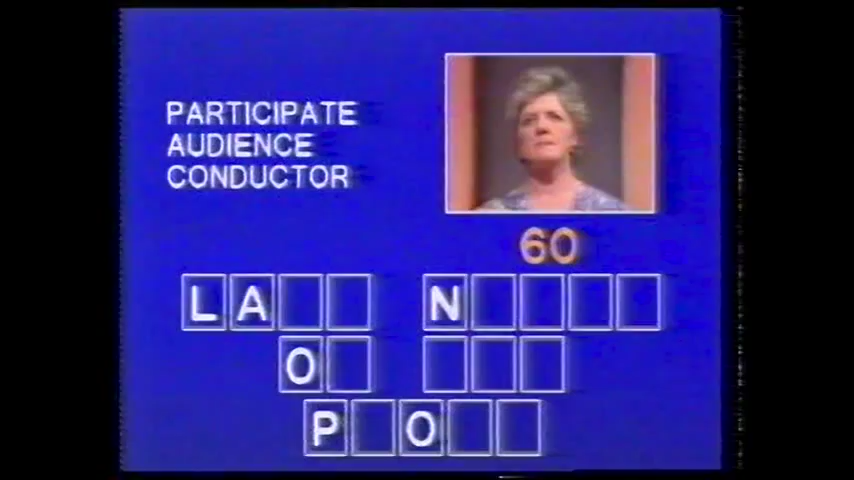 PARTICIPATE
AUDIENCE
CONDUCTOR
60
LA N
O
P O